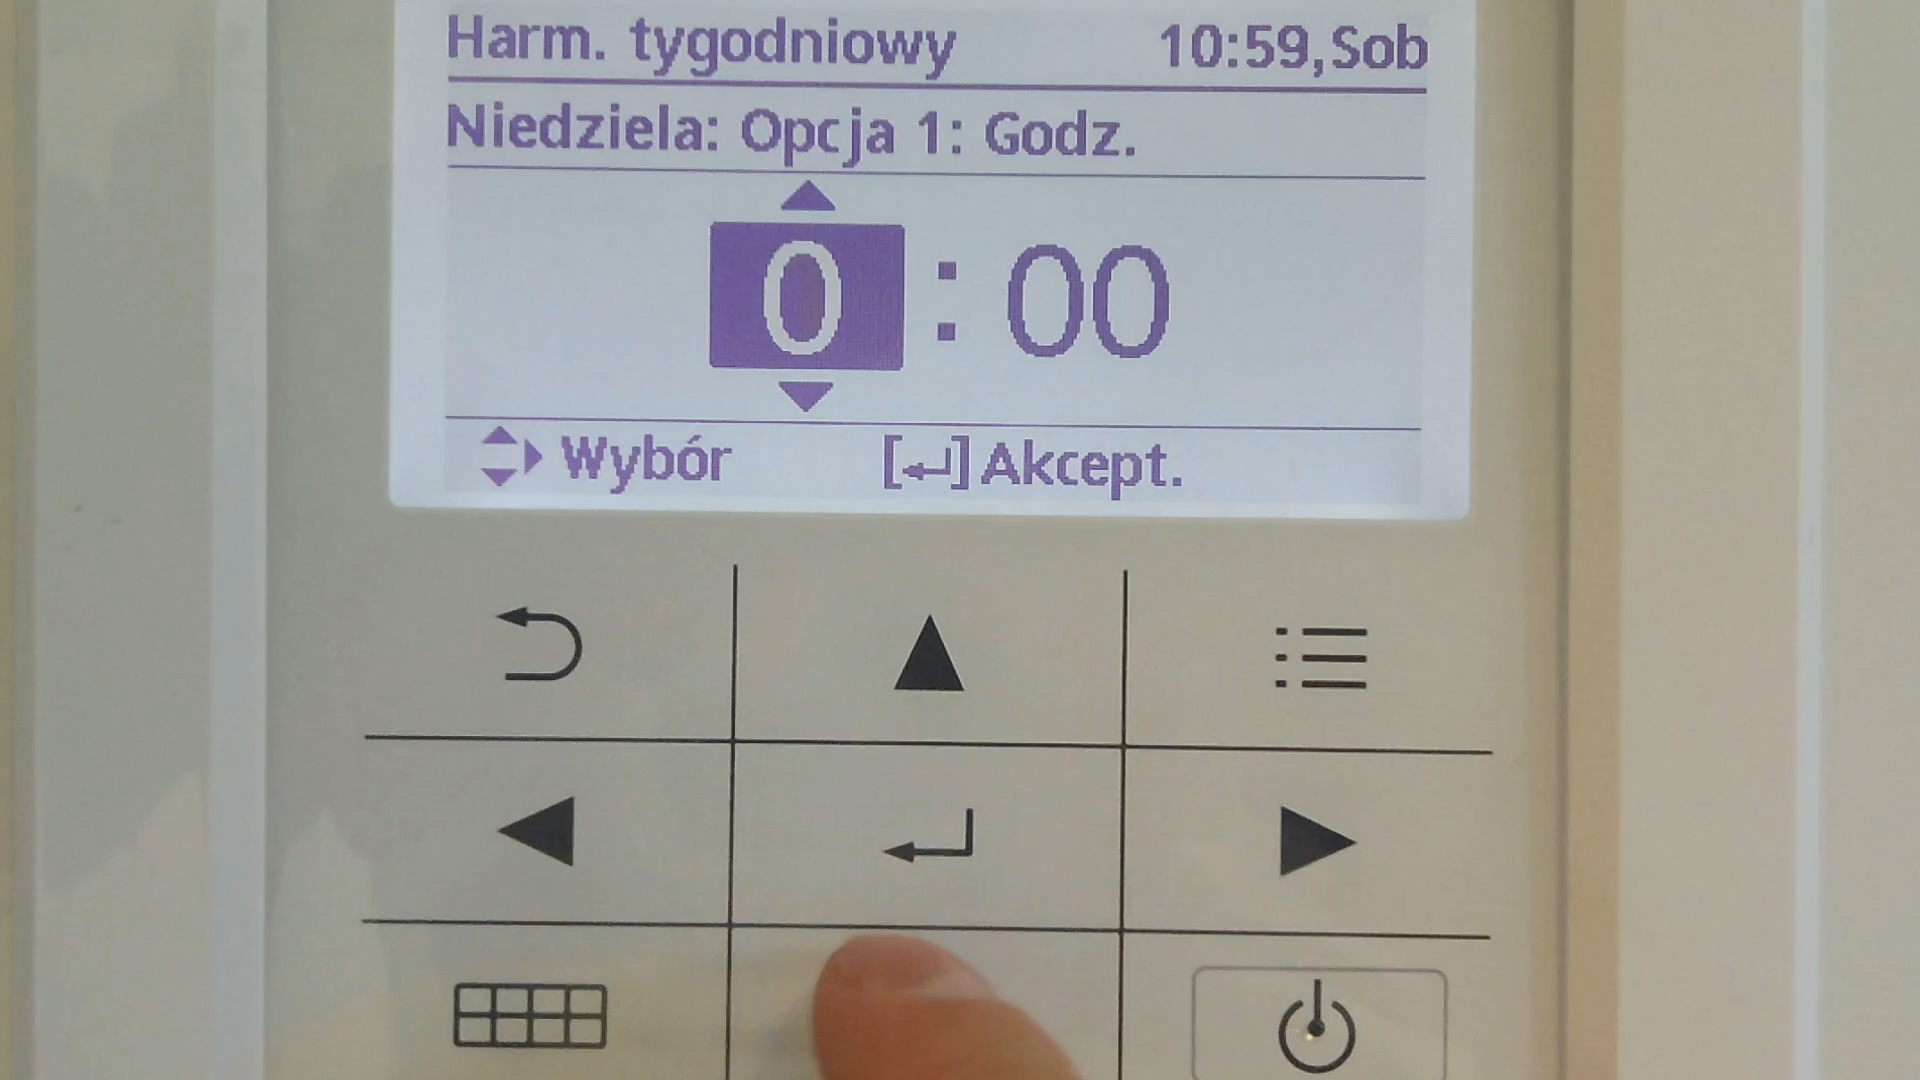 Harm. tygodniowy 10:59,Sob
Niedziela: Opcja 1: Godz.
0 : 00
Wybór [↵] Akcept.